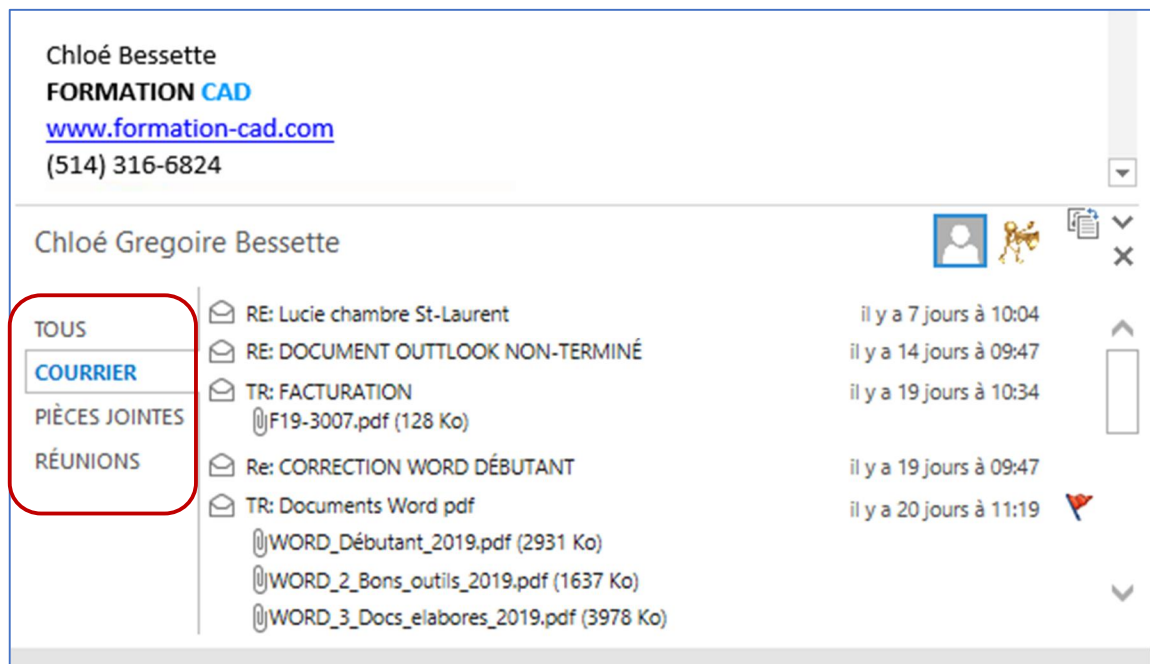 Chloé Bessette
FORMATION CAD
www.formation-cad.com
(514) 316-6824
Chloé Gregoire Bessette
TOUS
COURRIER
PIÈCES JOINTES
RÉUNIONS
RE: Lucie chambre St-Laurent il y a 7 jours à 10:04
RE: DOCUMENT OUTTLOOK NON-TERMINÉ il y a 14 jours à 09:47
TR: FACTURATION il y a 19 jours à 10:34
F19-3007.pdf (128 Ko)
Re: CORRECTION WORD DÉBUTANT il y a 19 jours à 09:47
TR: Documents Word pdf il y a 20 jours à 11:19
WORD_Débutant_2019.pdf (2931 Ko)
WORD_2_Bons_outils_2019.pdf (1637 Ko)
WORD_3_Docs_elabores_2019.pdf (3978 Ko)